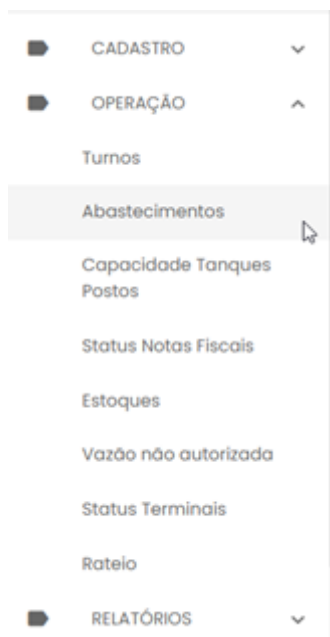 CADASTRO
OPERAÇÃO
Turnos
Abastecimentos
Capacidade Tanques
Postos
Status Notas Fiscais
Estoques
Vazão não autorizada
Status Terminais
Rateio
RELATÓRIOS